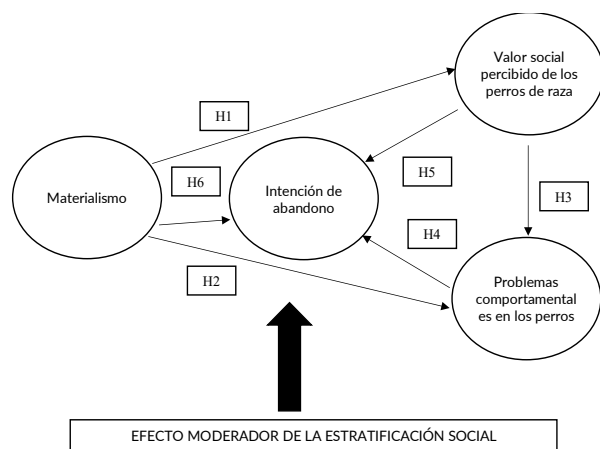 Valor social
percibido de los
perros de raza
H1
H6
H5
Materialismo
Intención de
abandono
H3
H4
H2
Problemas
comportamental
es en los perros
EFECTO MODERADOR DE LA ESTRATIFICACIÓN SOCIAL